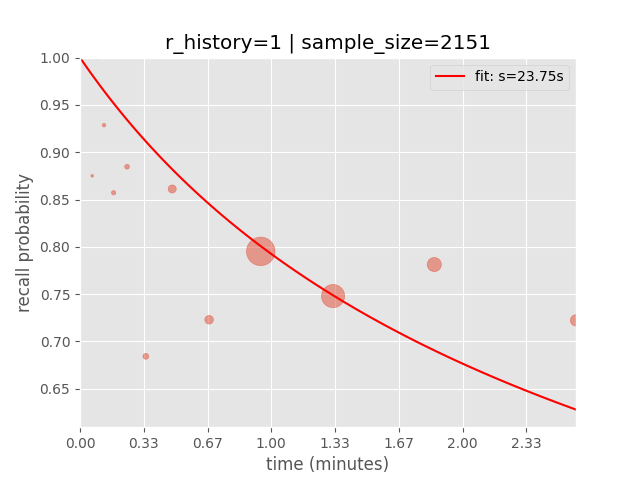 r_history=1 | sample_size=2151
fit: s=23.75s
recall probability
1.00
0.95
0.90
0.85
0.80
0.75
0.70
0.65
0.00 0.33 0.67 1.00 1.33 1.67 2.00 2.33
time (minutes)